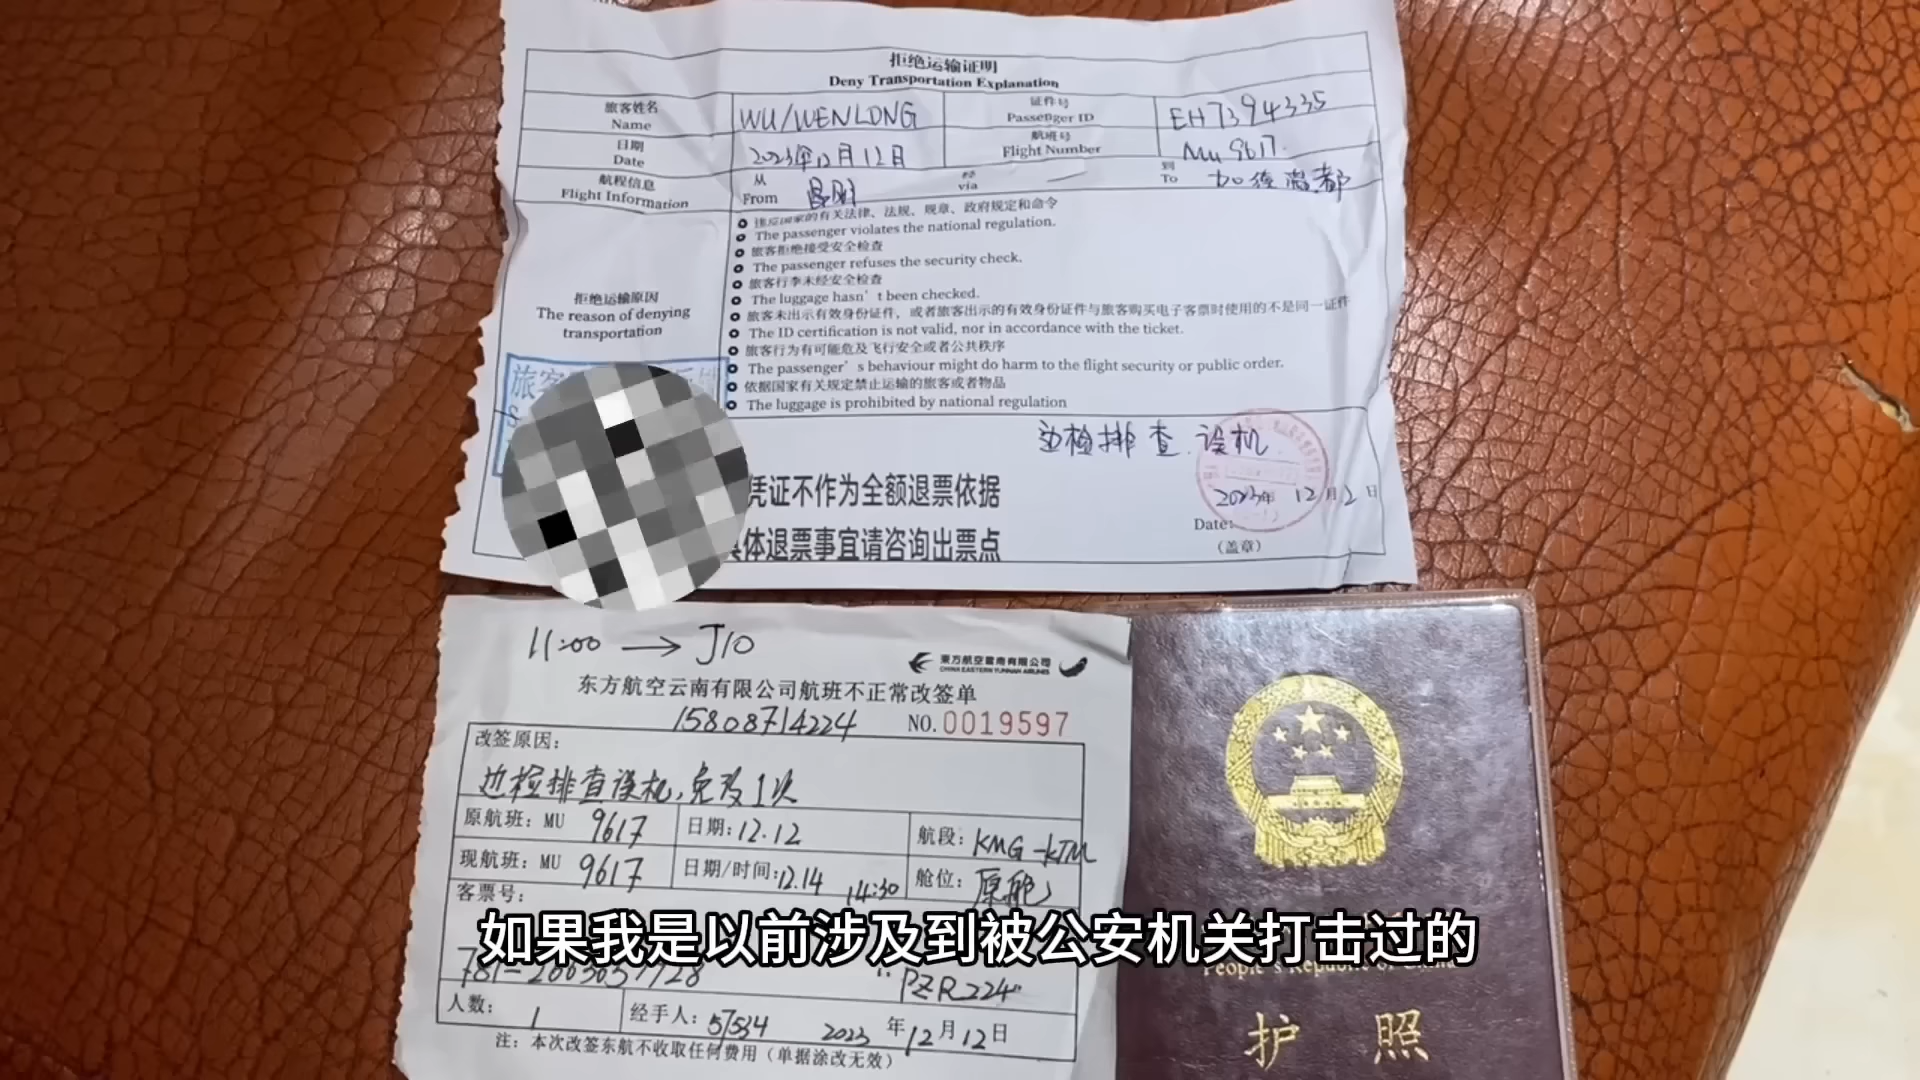 拒绝运输证明
Deny Transportation Explanation
旅客姓名
Name
WU/WENLONG
证件号
Passenger ID
EH7394335
日期
Date
2023年12月12日
航班号
Flight Number
Mu 9617.
航程信息
Flight Information
从
From 昆明
经
via
到
To 加德满都
拒绝运输原因
The reason of denying
transportation
违反国家的有关法律、法规、规章、政府规定和命令
The passenger violates the national regulation.
旅客拒绝接受安全检查
The passenger refuses the security check.
旅客行李未经安全检查
The luggage hasn't been checked.
旅客未出示有效身份证件，或者旅客出示的有效身份证件与旅客购买电子客票时使用的不是同一证件
The ID certification is not valid, nor in accordance with the ticket.
旅客行为有可能危及飞行安全或者公共秩序
The passenger's behaviour might do harm to the flight security or public order.
依据国家有关规定禁止运输的旅客或者物品
The luggage is prohibited by national regulation
旅客
边检排查.误机.
凭证不作为全额退票依据
具体退票事宜请咨询出票点
2023年 12月12日
Date:
（盖章）
11:00 → J10
東方航空雲南有限公司
CHINA EASTERN YUNNAN AIRLINES
东方航空云南有限公司航班不正常改签单
15808714224
NO.0019597
改签原因：
边检排查误机,免改1次
原航班：MU 9617
日期：12.12
航段：KMG-KTM
现航班：MU 9617
日期/时间：12.14 14:30
舱位：原舱
客票号：
"PZR224"
人数：1
经手人：57534
2023年12月12日
注：本次改签东航不收取任何费用（单据涂改无效）
People's Republic of China
护照
如果我是以前涉及到被公安机关打击过的